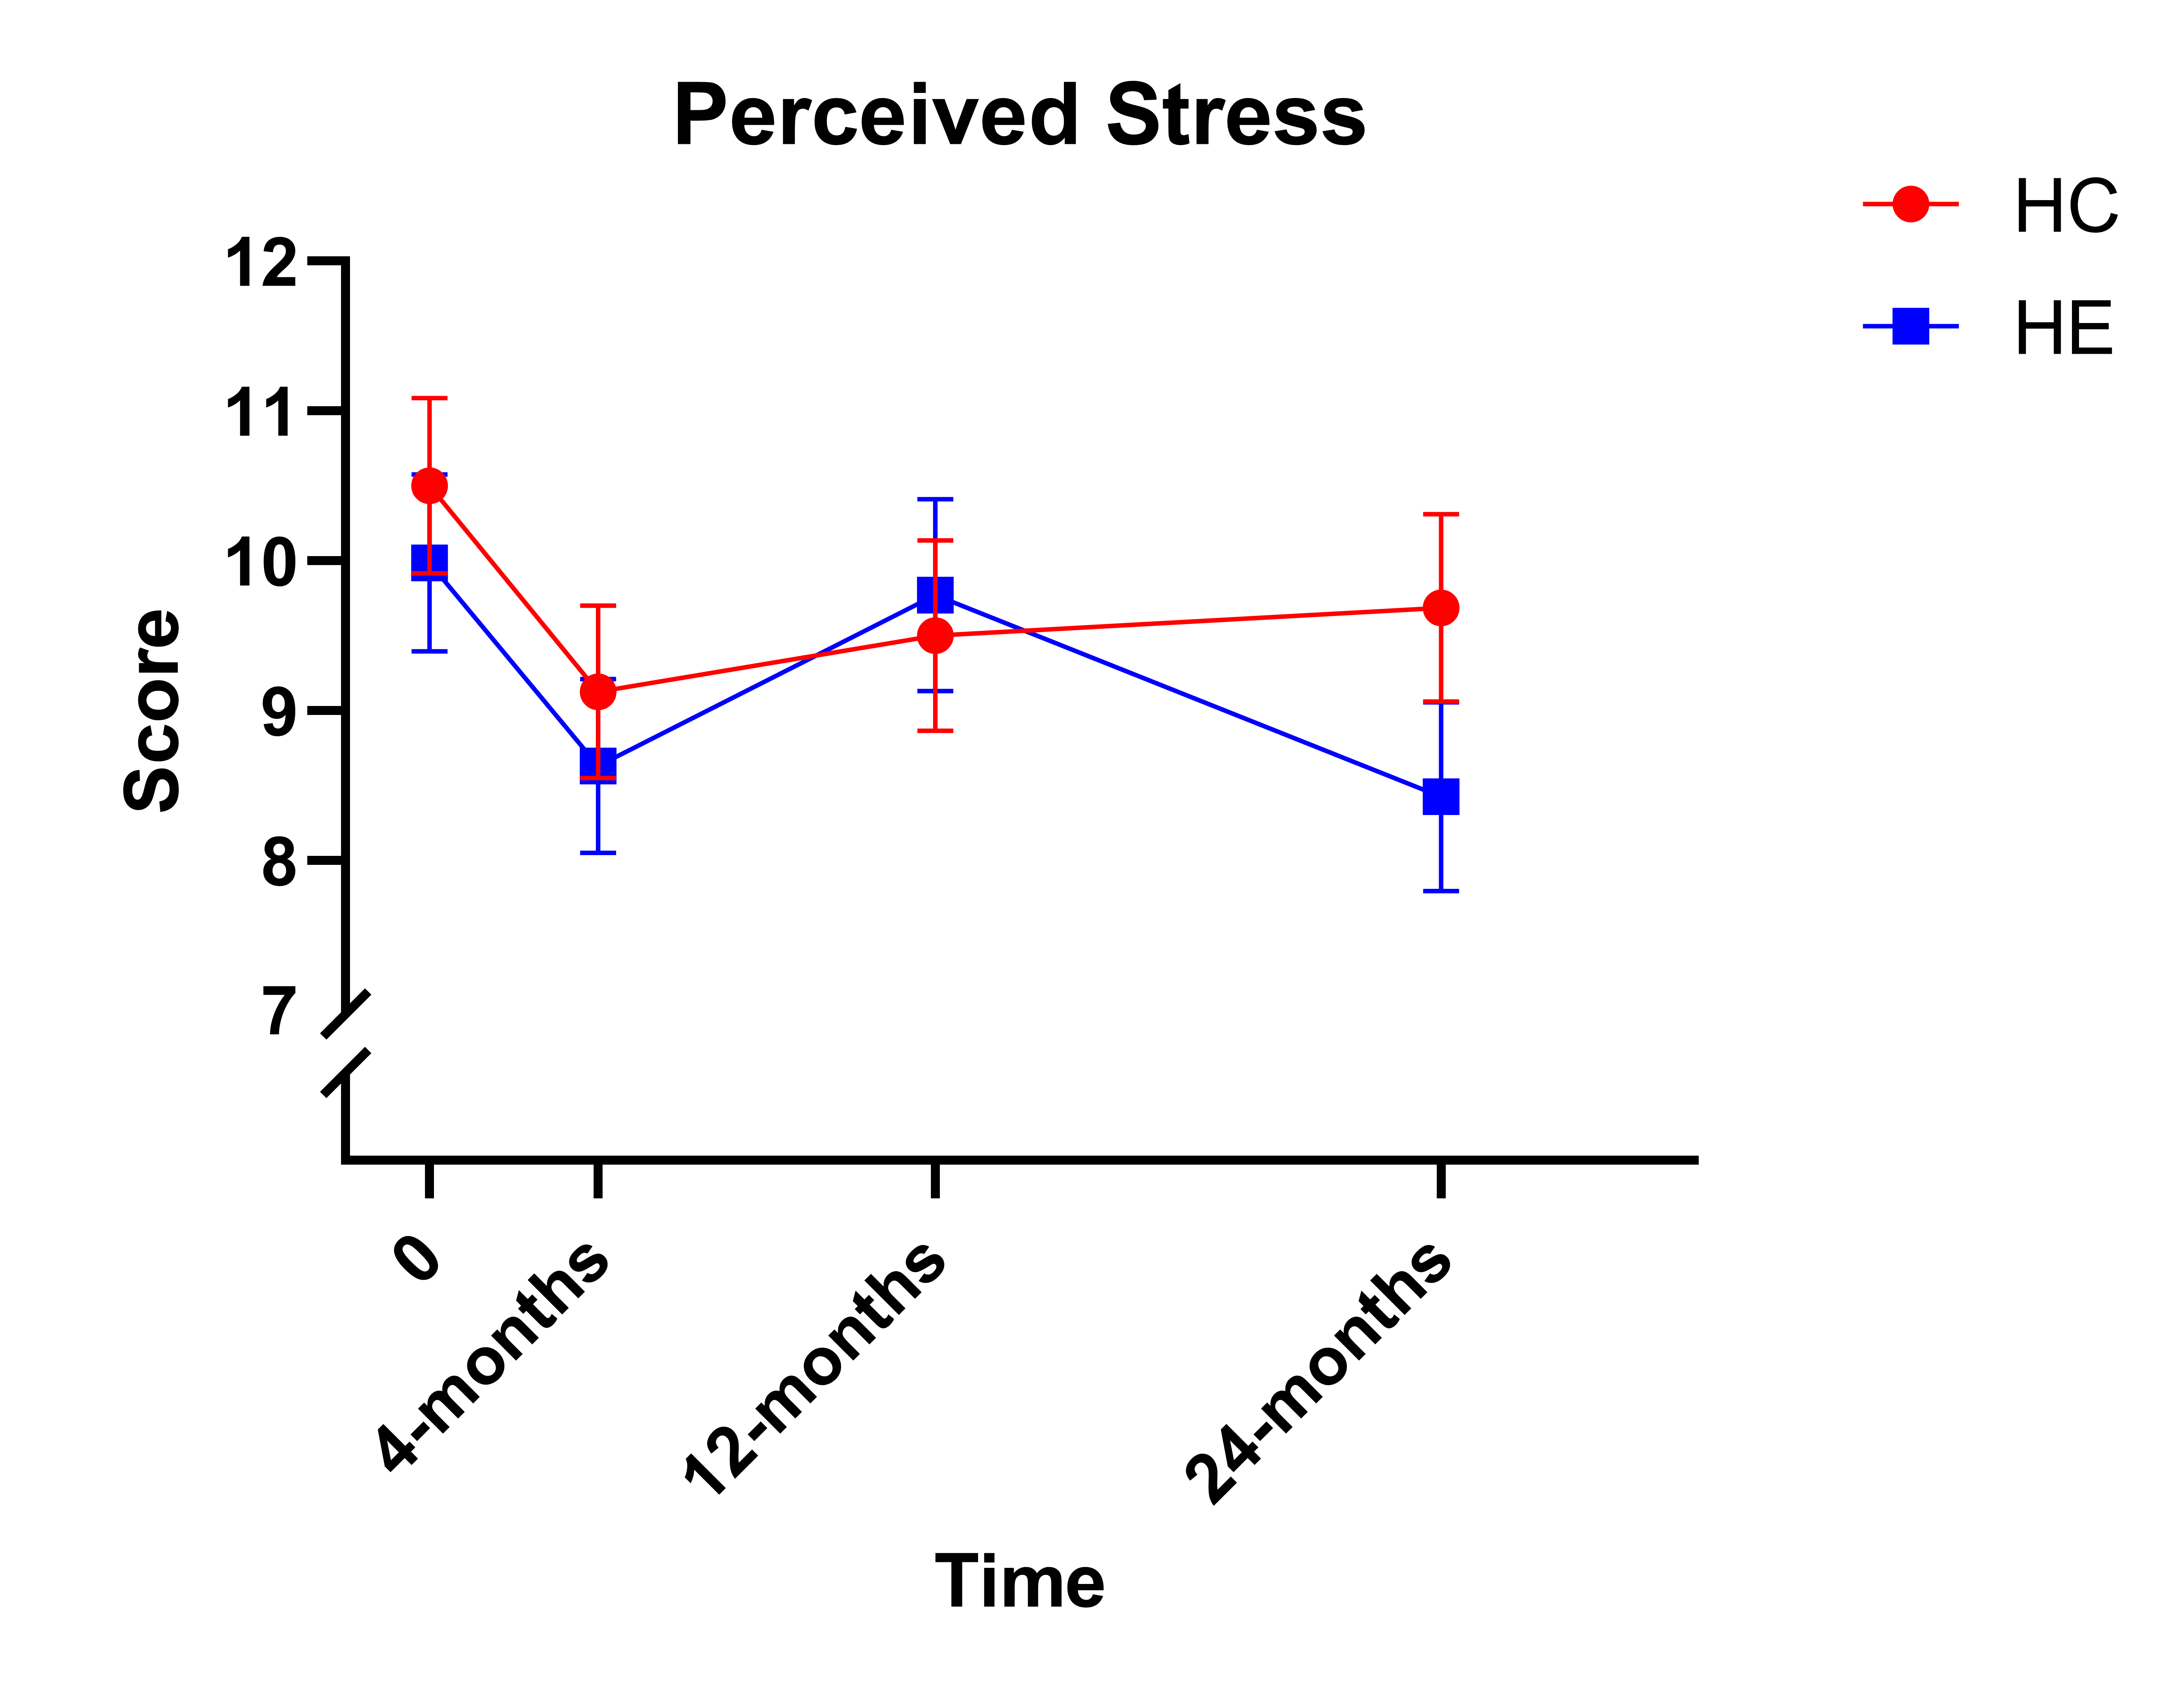 Perceived Stress
HC
HE
12
11
10
9
8
7
Score
0
4-months
12-months
24-months
Time